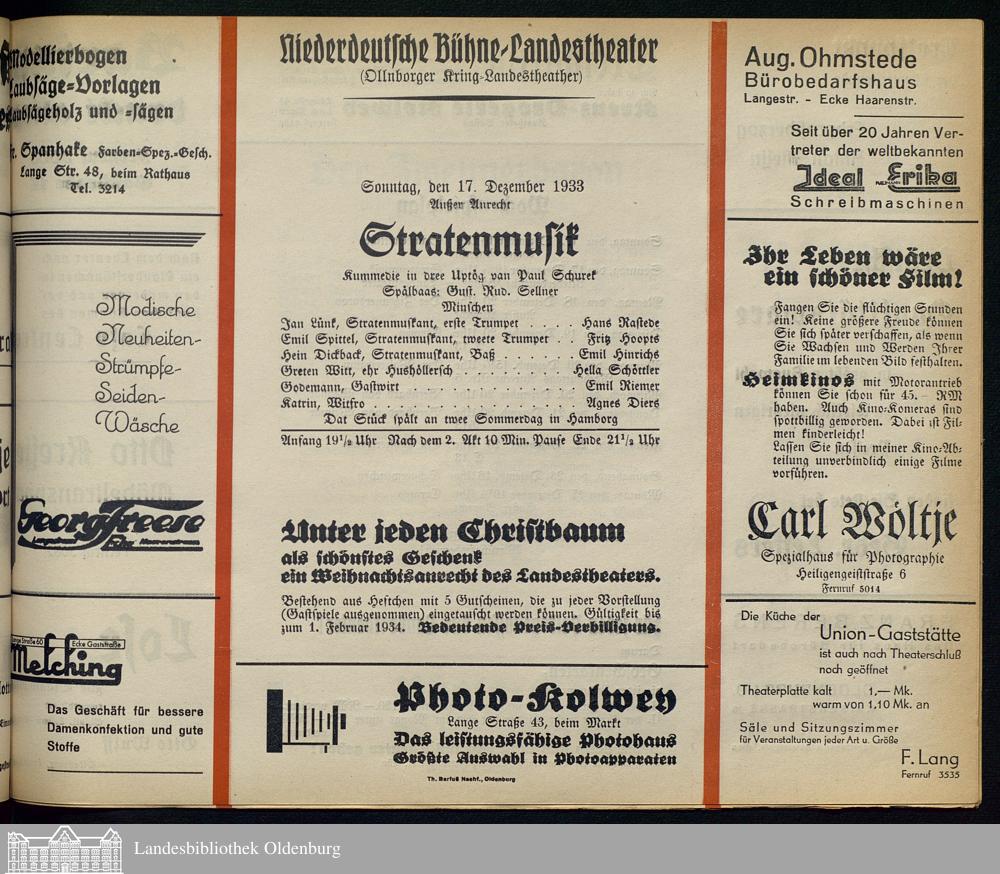 Modellierbogen
Laubsäge-Vorlagen
Laubsägeholz und -sägen
Fr. Spanhake Farben-Spez.-Gesch.
Lange Str. 48, beim Rathaus
Tel. 3214
Modische
Neuheiten-
Strümpfe-
Seiden-
Wäsche
Georg Freese
Ecke Gaststraße
Melching
Das Geschäft für bessere
Damenkonfektion und gute
Stoffe
Niederdeutsche Bühne-Landestheater
(Ollnborger Kring-Landestheather)
Sonntag, den 17. Dezember 1933
Außer Anrecht
Stratenmusik
Kummedie in dree Uptög van Paul Schurek
Spälbaas: Gust. Rud. Sellner
Minschen
Jan Lünk, Stratenmuskant, erste Trumpet . . . . Hans Rastede
Emil Spittel, Stratenmuskant, tweete Trumpet . . Fritz Hoopts
Hein Dickback, Stratenmuskant, Baß . . . . . . Emil Hinrichs
Greten Witt, ehr Hushöllersch . . . . . . . . . Hella Schöttler
Godemann, Gastwirt . . . . . . . . . . . . Emil Riemer
Katrin, Witfro . . . . . . . . . . . . . . Agnes Diers
Dat Stück spält an twee Sommerdag in Hamborg
Anfang 19½ Uhr Nach dem 2. Akt 10 Min. Pause Ende 21½ Uhr
Unter jeden Christbaum
als schönstes Geschenk
ein Weihnachtsanrecht des Landestheaters.
Bestehend aus Heftchen mit 5 Gutscheinen, die zu jeder Vorstellung
(Gastspiele ausgenommen) eingetauscht werden können. Gültigkeit bis
zum 1. Februar 1934. Bedeutende Preis-Verbilligung.
Photo-Kolwey
Lange Straße 43, beim Markt
Das leistungsfähige Photohaus
Größte Auswahl in Photoapparaten
Th. Barfuß Nachf., Oldenburg
Aug. Ohmstede
Bürobedarfshaus
Langestr. - Ecke Haarenstr.
Seit über 20 Jahren Ver-
treter der weltbekannten
Ideal Erika
Schreibmaschinen
Ihr Leben wäre
ein schöner Film!
Fangen Sie die flüchtigen Stunden
ein! Keine größere Freude können
Sie sich später verschaffen, als wenn
Sie Wachsen und Werden Ihrer
Familie im lebenden Bild festhalten.
Heimkinos mit Motorantrieb
können Sie schon für 45.- RM
haben. Auch Kino-Kameras sind
spottbillig geworden. Dabei ist Fil-
men kinderleicht!
Lassen Sie sich in meiner Kino-Ab-
teilung unverbindlich einige Filme
vorführen.
Carl Wöltje
Spezialhaus für Photographie
Heiligengeiststraße 6
Fernruf 5014
Die Küche der
Union-Gaststätte
ist auch nach Theaterschluß
noch geöffnet
Theaterplatte kalt 1,— Mk.
warm von 1,10 Mk. an
Säle und Sitzungszimmer
für Veranstaltungen jeder Art u. Größe
F. Lang
Fernruf 3535
Landesbibliothek Oldenburg